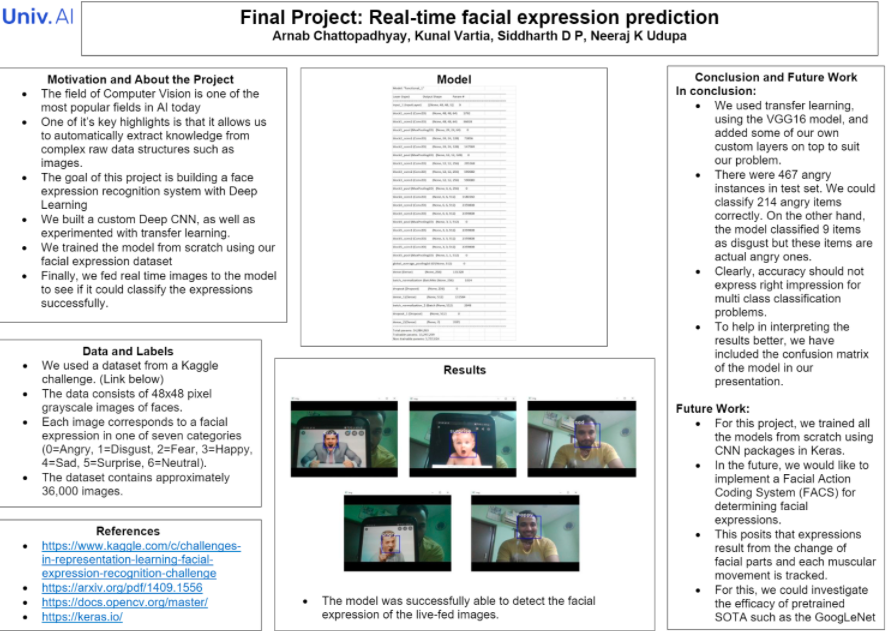 Univ.AI
Final Project: Real-time facial expression prediction
Arnab Chattopadhyay, Kunal Vartia, Siddharth D P, Neeraj K Udupa
Motivation and About the Project
• The field of Computer Vision is one of the
most popular fields in AI today
• One of it's key highlights is that it allows us
to automatically extract knowledge from
complex raw data structures such as
images.
• The goal of this project is building a face
expression recognition system with Deep
Learning
• We built a custom Deep CNN, as well as
experimented with transfer learning.
• We trained the model from scratch using our
facial expression dataset
• Finally, we fed real time images to the model
to see if it could classify the expressions
successfully.
Data and Labels
• We used a dataset from a Kaggle
challenge. (Link below)
• The data consists of 48x48 pixel
grayscale images of faces.
• Each image corresponds to a facial
expression in one of seven categories
(0=Angry, 1=Disgust, 2=Fear, 3=Happy,
4=Sad, 5=Surprise, 6=Neutral).
• The dataset contains approximately
36,000 images.
References
• https://www.kaggle.com/c/challenges-
in-representation-learning-facial-
expression-recognition-challenge
• https://arxiv.org/pdf/1409.1556
• https://docs.opencv.org/master/
• https://keras.io/
Model
Results
• The model was successfully able to detect the facial
expression of the live-fed images.
Conclusion and Future Work
In conclusion:
• We used transfer learning,
using the VGG16 model, and
added some of our own
custom layers on top to suit
our problem.
• There were 467 angry
instances in test set. We could
classify 214 angry items
correctly. On the other hand,
the model classified 9 items
as disgust but these items are
actual angry ones.
• Clearly, accuracy should not
express right impression for
multi class classification
problems.
• To help in interpreting the
results better, we have
included the confusion matrix
of the model in our
presentation.
Future Work:
• For this project, we trained all
the models from scratch using
CNN packages in Keras.
• In the future, we would like to
implement a Facial Action
Coding System (FACS) for
determining facial
expressions.
• This posits that expressions
result from the change of
facial parts and each muscular
movement is tracked.
• For this, we could investigate
the efficacy of pretrained
SOTA such as the GoogLeNet